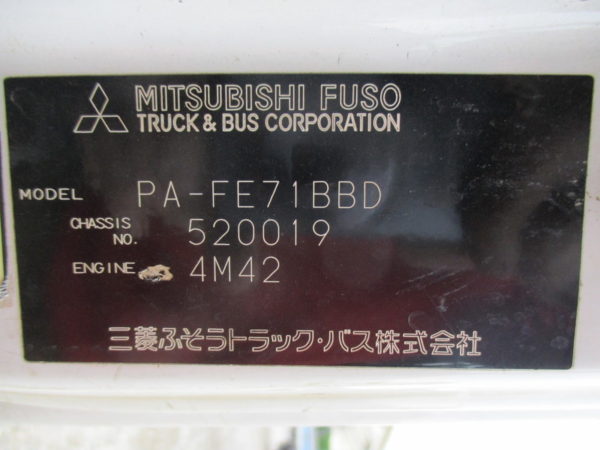 MITSUBISHI FUSO
TRUCK & BUS CORPORATION
MODEL PA-FE71BBD
CHASSIS NO. 520019
ENGINE 4M42
三菱ふそうトラック・バス株式会社